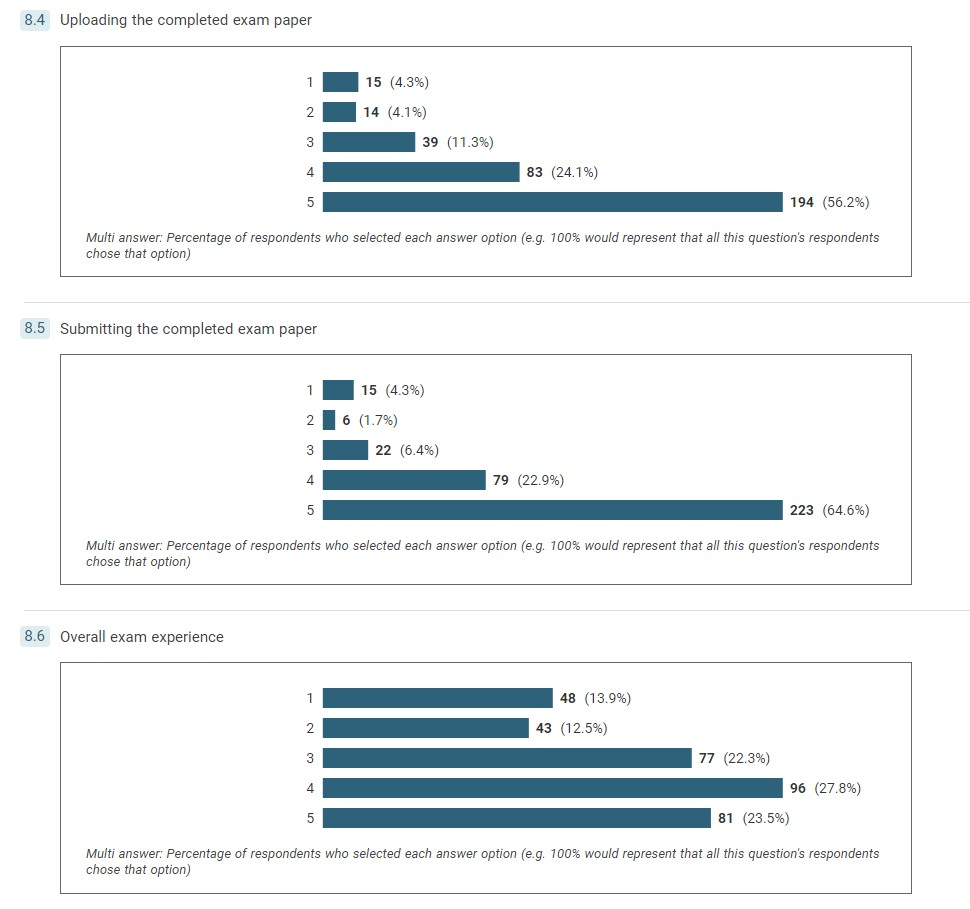 8.4 Uploading the completed exam paper
1 15 (4.3%)
2 14 (4.1%)
3 39 (11.3%)
4 83 (24.1%)
5 194 (56.2%)
Multi answer: Percentage of respondents who selected each answer option (e.g. 100% would represent that all this question's respondents
chose that option)
8.5 Submitting the completed exam paper
1 15 (4.3%)
2 6 (1.7%)
3 22 (6.4%)
4 79 (22.9%)
5 223 (64.6%)
Multi answer: Percentage of respondents who selected each answer option (e.g. 100% would represent that all this question's respondents
chose that option)
8.6 Overall exam experience
1 48 (13.9%)
2 43 (12.5%)
3 77 (22.3%)
4 96 (27.8%)
5 81 (23.5%)
Multi answer: Percentage of respondents who selected each answer option (e.g. 100% would represent that all this question's respondents
chose that option)